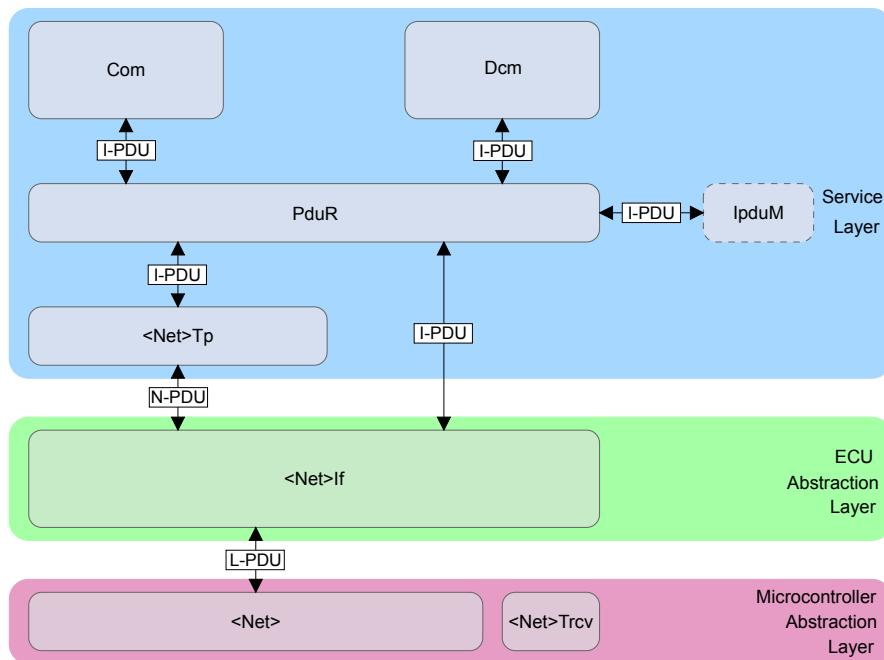 Com
Dcm
I-PDU
I-PDU
PduR
I-PDU
IpduM
Service
Layer
I-PDU
I-PDU
<Net>Tp
N-PDU
<Net>If
ECU
Abstraction
Layer
L-PDU
<Net>
<Net>Trcv
Microcontroller
Abstraction
Layer